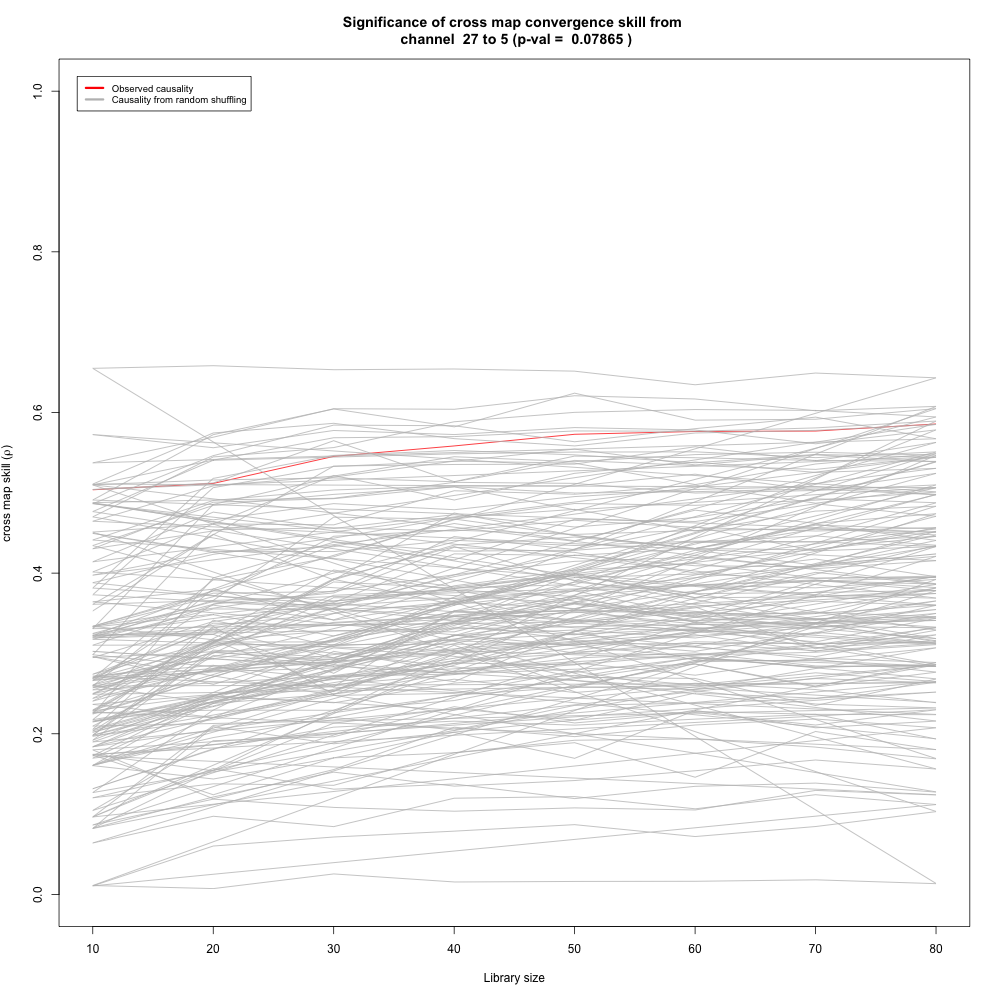 Significance of cross map convergence skill from
channel  27 to 5 (p-val =  0.07865 )
Observed causality
Causality from random shuffling
1.0
0.8
0.6
0.4
0.2
0.0
cross map skill (ρ)
10 20 30 40 50 60 70 80
Library size